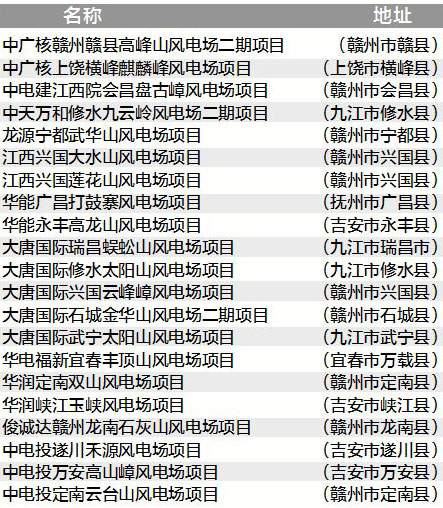 名称 地址
中广核赣州赣县高峰山风电场二期项目 （赣州市赣县）
中广核上饶横峰麒麟峰风电场项目 （上饶市横峰县）
中电建江西院会昌盘古嶂风电场项目 （赣州市会昌县）
中天万和修水九云岭风电场二期项目 （九江市修水县）
龙源宁都武华山风电场项目 （赣州市宁都县）
江西兴国大水山风电场项目 （赣州市兴国县）
江西兴国莲花山风电场项目 （赣州市兴国县）
华能广昌打鼓寨风电场项目 （抚州市广昌县）
华能永丰高龙山风电场项目 （吉安市永丰县）
大唐国际瑞昌蜈蚣山风电场项目 （九江市瑞昌市）
大唐国际修水太阳山风电场项目 （九江市修水县）
大唐国际兴国云峰嶂风电场项目 （赣州市兴国县）
大唐国际石城金华山风电场二期项目 （赣州市石城县）
大唐国际武宁太阳山风电场项目 （九江市武宁县）
华电福新宜春丰顶山风电场项目 （宜春市万载县）
华润定南双山风电场项目 （赣州市定南县）
华润峡江玉峡风电场项目 （吉安市峡江县）
俊诚达赣州龙南石灰山风电场项目 （赣州市龙南县）
中电投遂川禾源风电场项目 （吉安市遂川县）
中电投万安高山嶂风电场项目 （吉安市万安县）
中电投定南云台山风电场项目 （赣州市定南县）